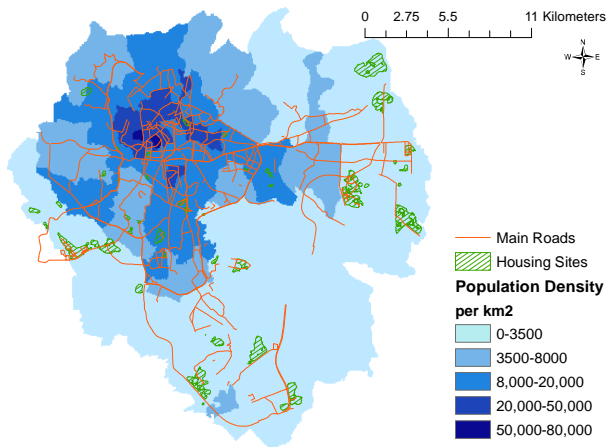 0 2.75 5.5 11 Kilometers
N
W E
S
Main Roads
Housing Sites
Population Density
per km2
0-3500
3500-8000
8,000-20,000
20,000-50,000
50,000-80,000